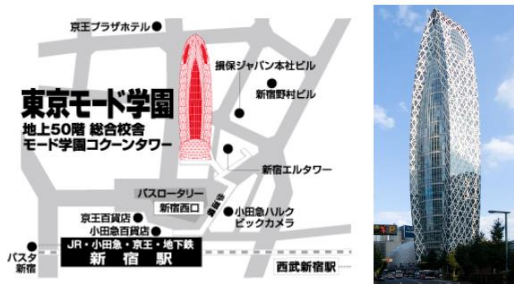 京王プラザホテル
損保ジャパン本社ビル
新宿野村ビル
東京モード学園
地上50階 総合校舎
モード学園コクーンタワー
新宿エルタワー
バスロータリー
新宿西口
京王百貨店
小田急百貨店
小田急ハルク
ビックカメラ
JR・小田急・京王・地下鉄
新宿駅
バスタ
新宿
西武新宿駅